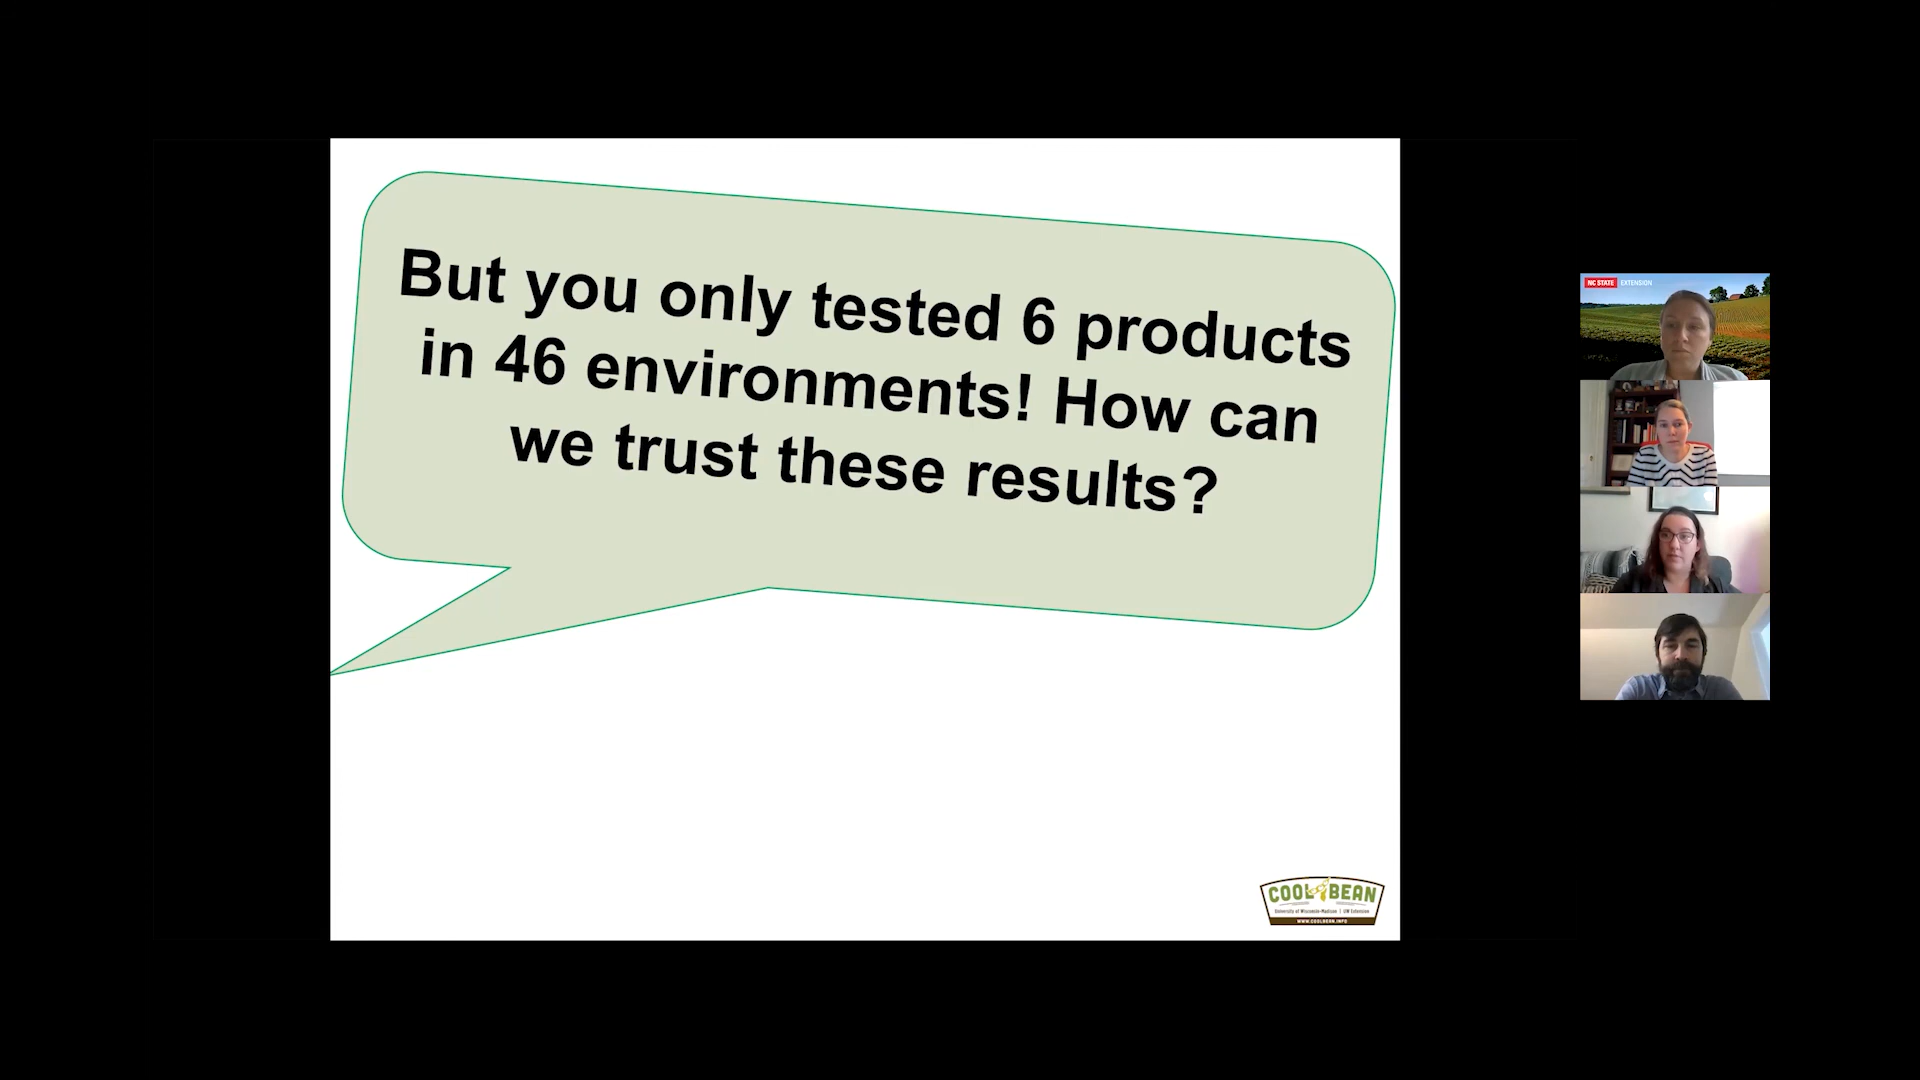 But you only tested 6 products
in 46 environments! How can
we trust these results?
NC STATE EXTENSION
COOL BEAN
University of Wisconsin-Madison | UW Extension
WWW.COOLBEAN.INFO